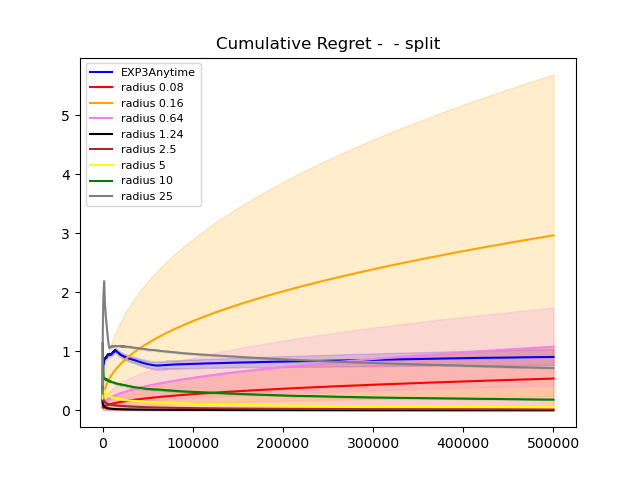 Cumulative Regret -  - split
EXP3Anytime
radius 0.08
radius 0.16
radius 0.64
radius 1.24
radius 2.5
radius 5
radius 10
radius 25
5
4
3
2
1
0
0 100000 200000 300000 400000 500000